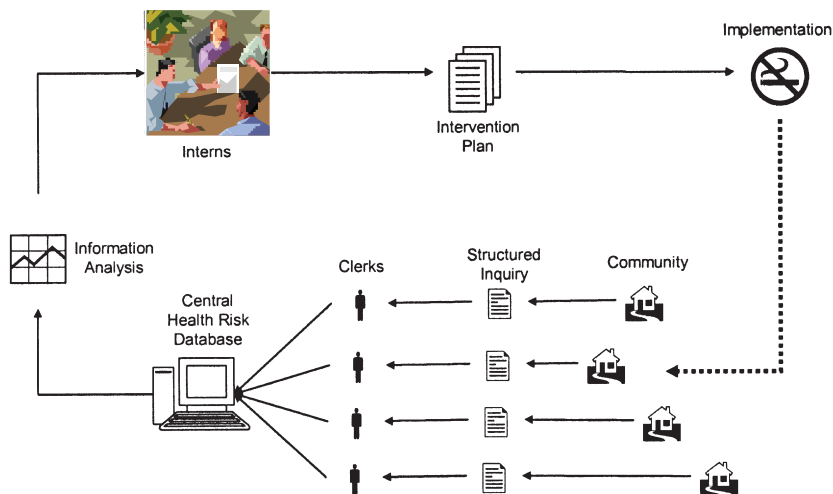 Implementation
Interns
Intervention
Plan
Information
Analysis
Central
Health Risk
Database
Clerks
Structured
Inquiry
Community